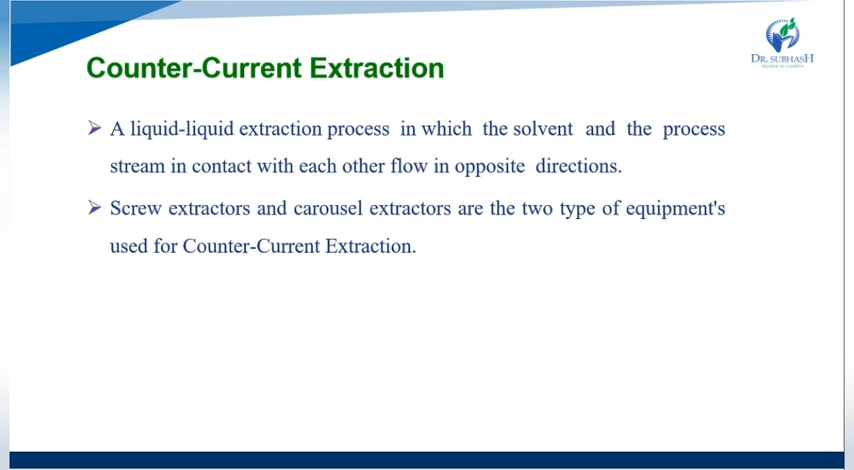 DR. SUBHASH
TECHNICAL CAMPUS
Counter-Current Extraction
A liquid-liquid extraction process in which the solvent and the process
stream in contact with each other flow in opposite directions.
Screw extractors and carousel extractors are the two type of equipment's
used for Counter-Current Extraction.